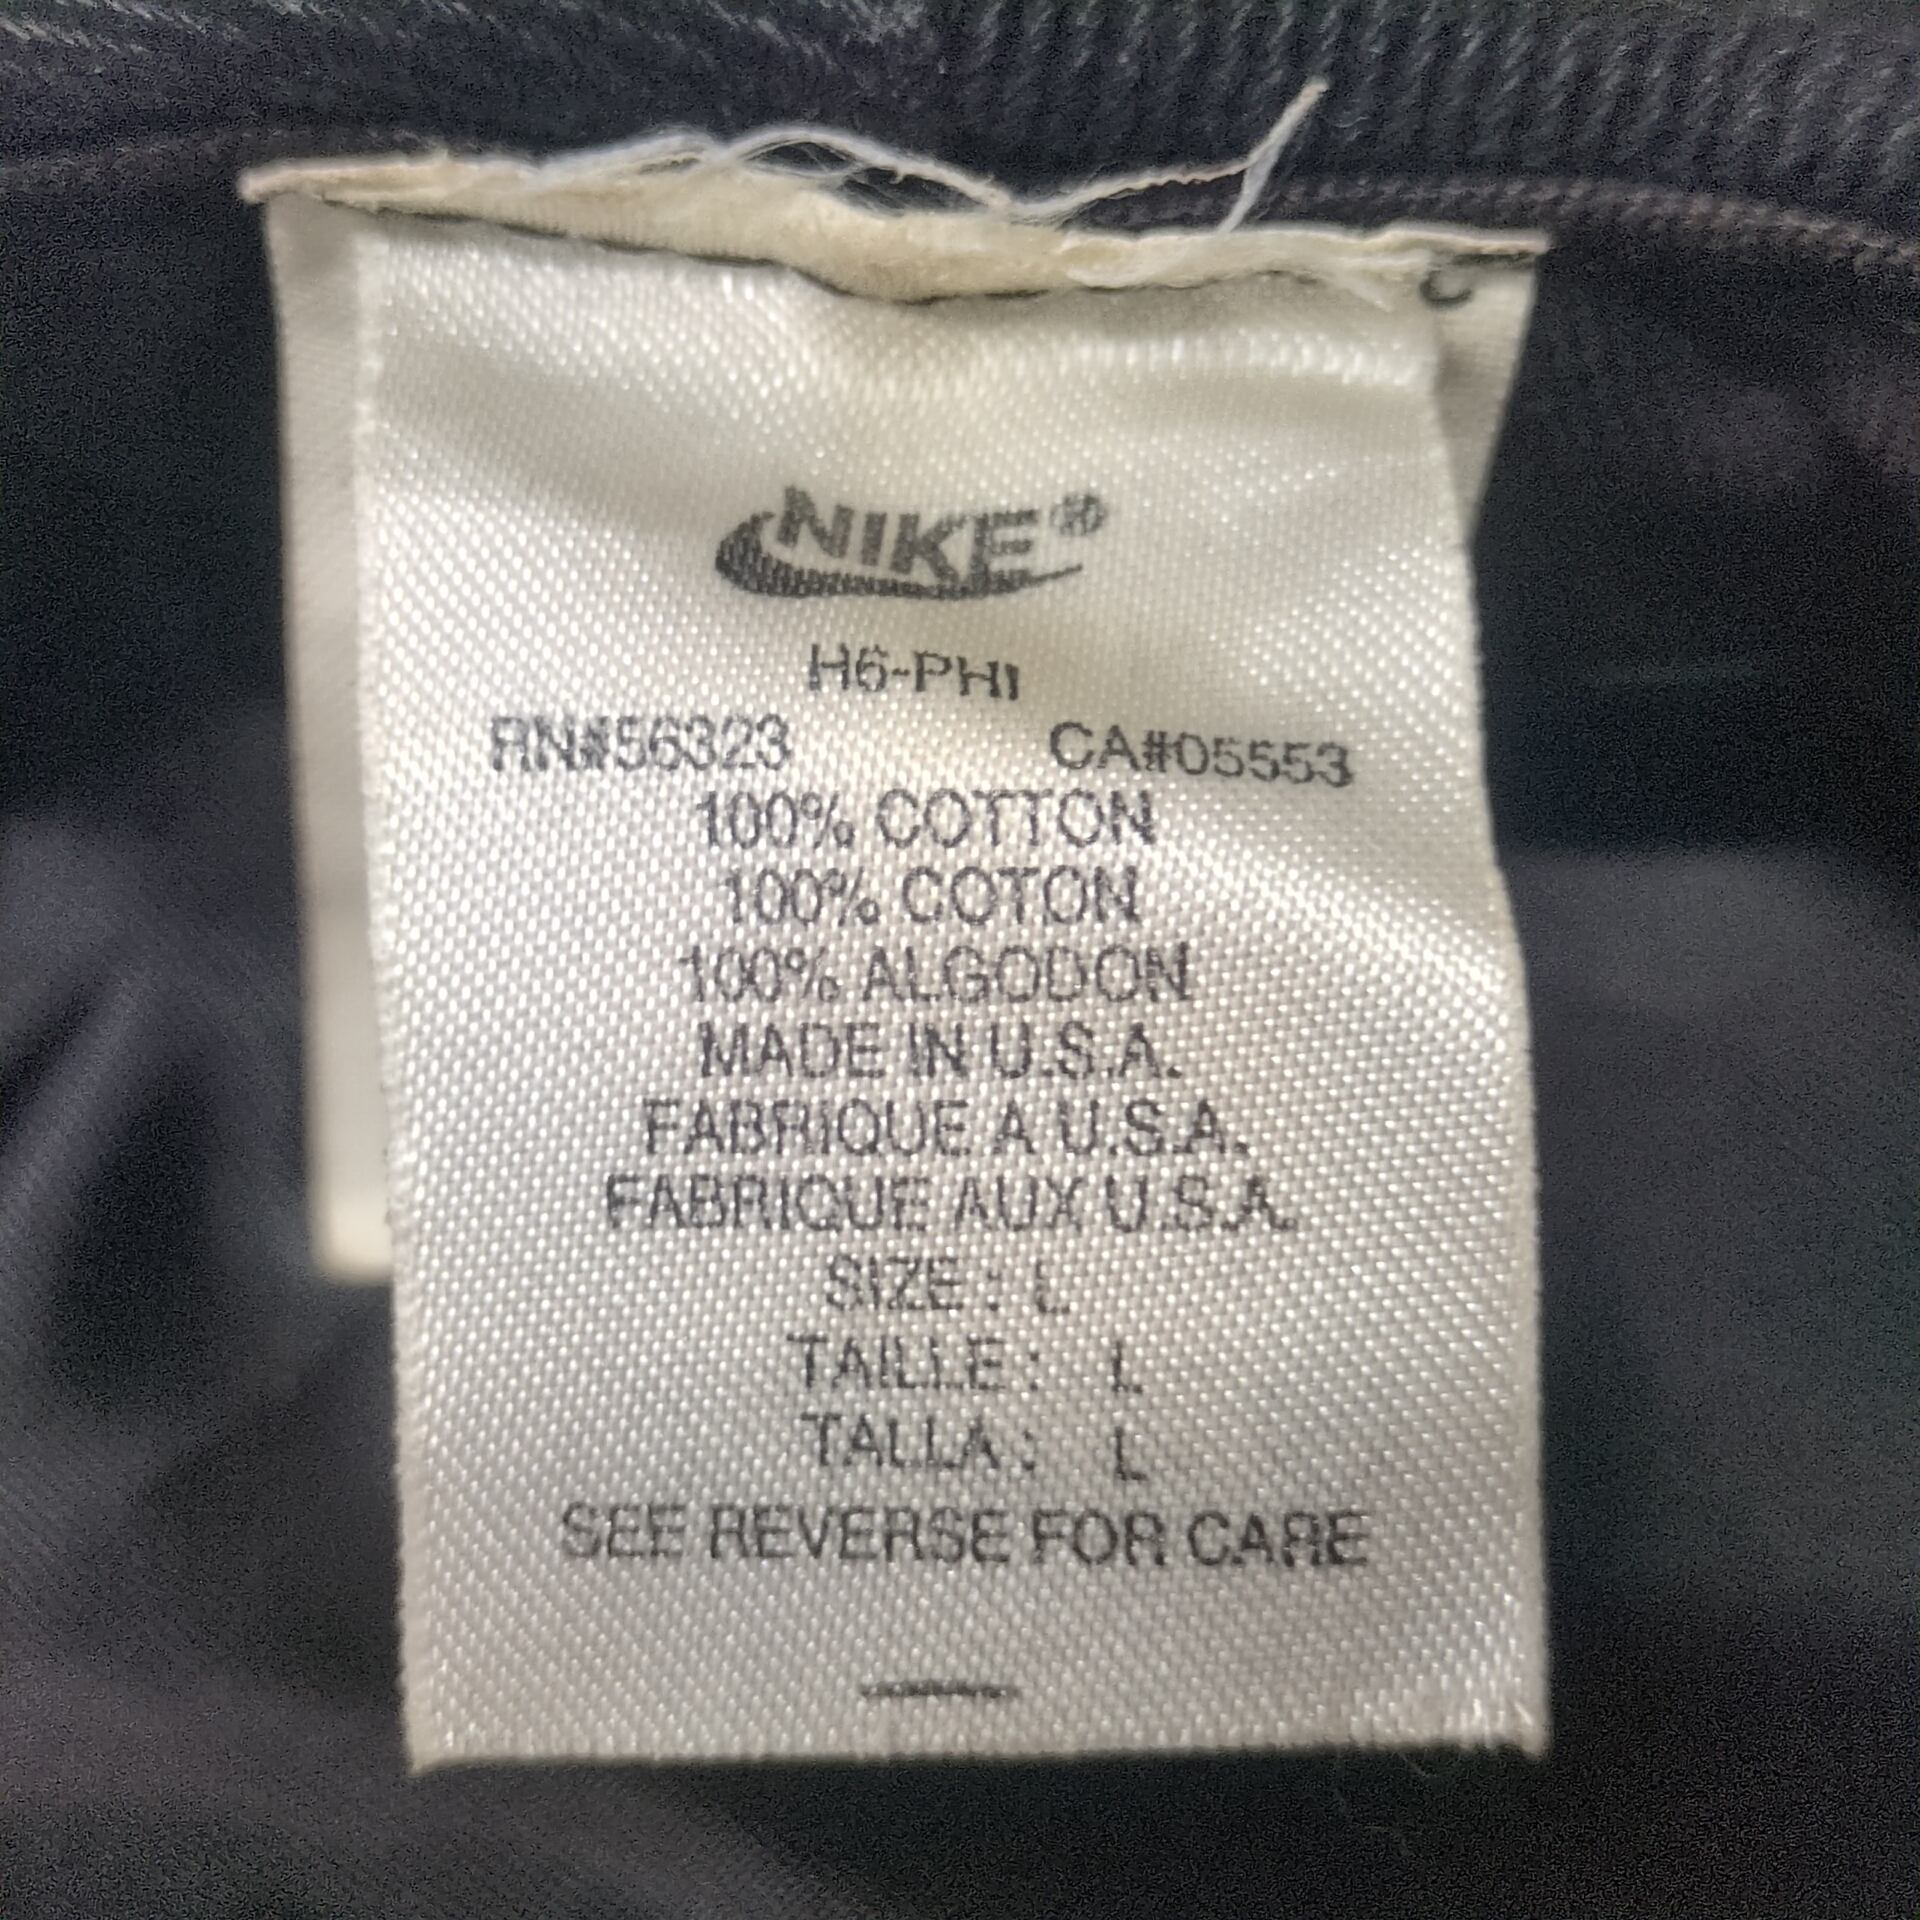 NIKE®
H6-PHI
RN#56323 CA#05553
100% COTTON
100% COTON
100% ALGODON
MADE IN U.S.A.
FABRIQUE A U.S.A.
FABRIQUE AUX U.S.A.
SIZE: L
TAILLE: L
TALLA: L
SEE REVERSE FOR CARE